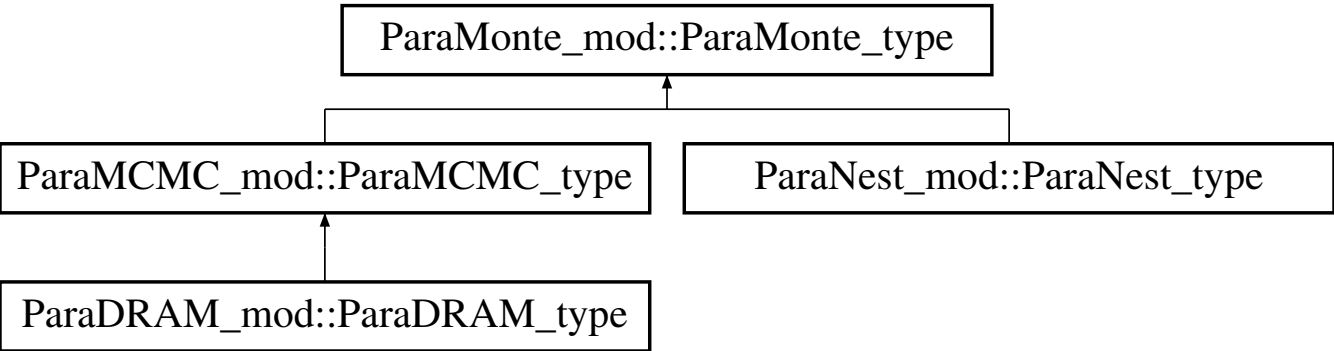 ParaMonte_mod::ParaMonte_type
ParaMCMC_mod::ParaMCMC_type
ParaNest_mod::ParaNest_type
ParaDRAM_mod::ParaDRAM_type